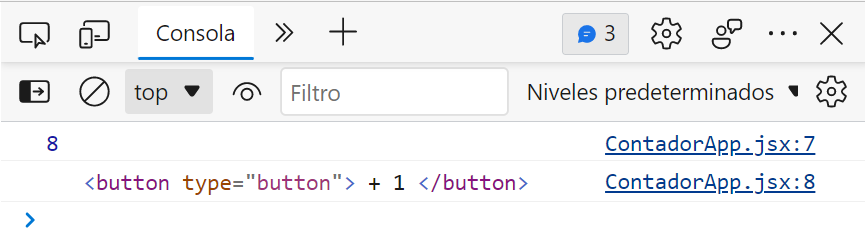 Consola 3
top Filtro Niveles predeterminados
8 ContadorApp.jsx:7
<button type="button"> + 1 </button> ContadorApp.jsx:8